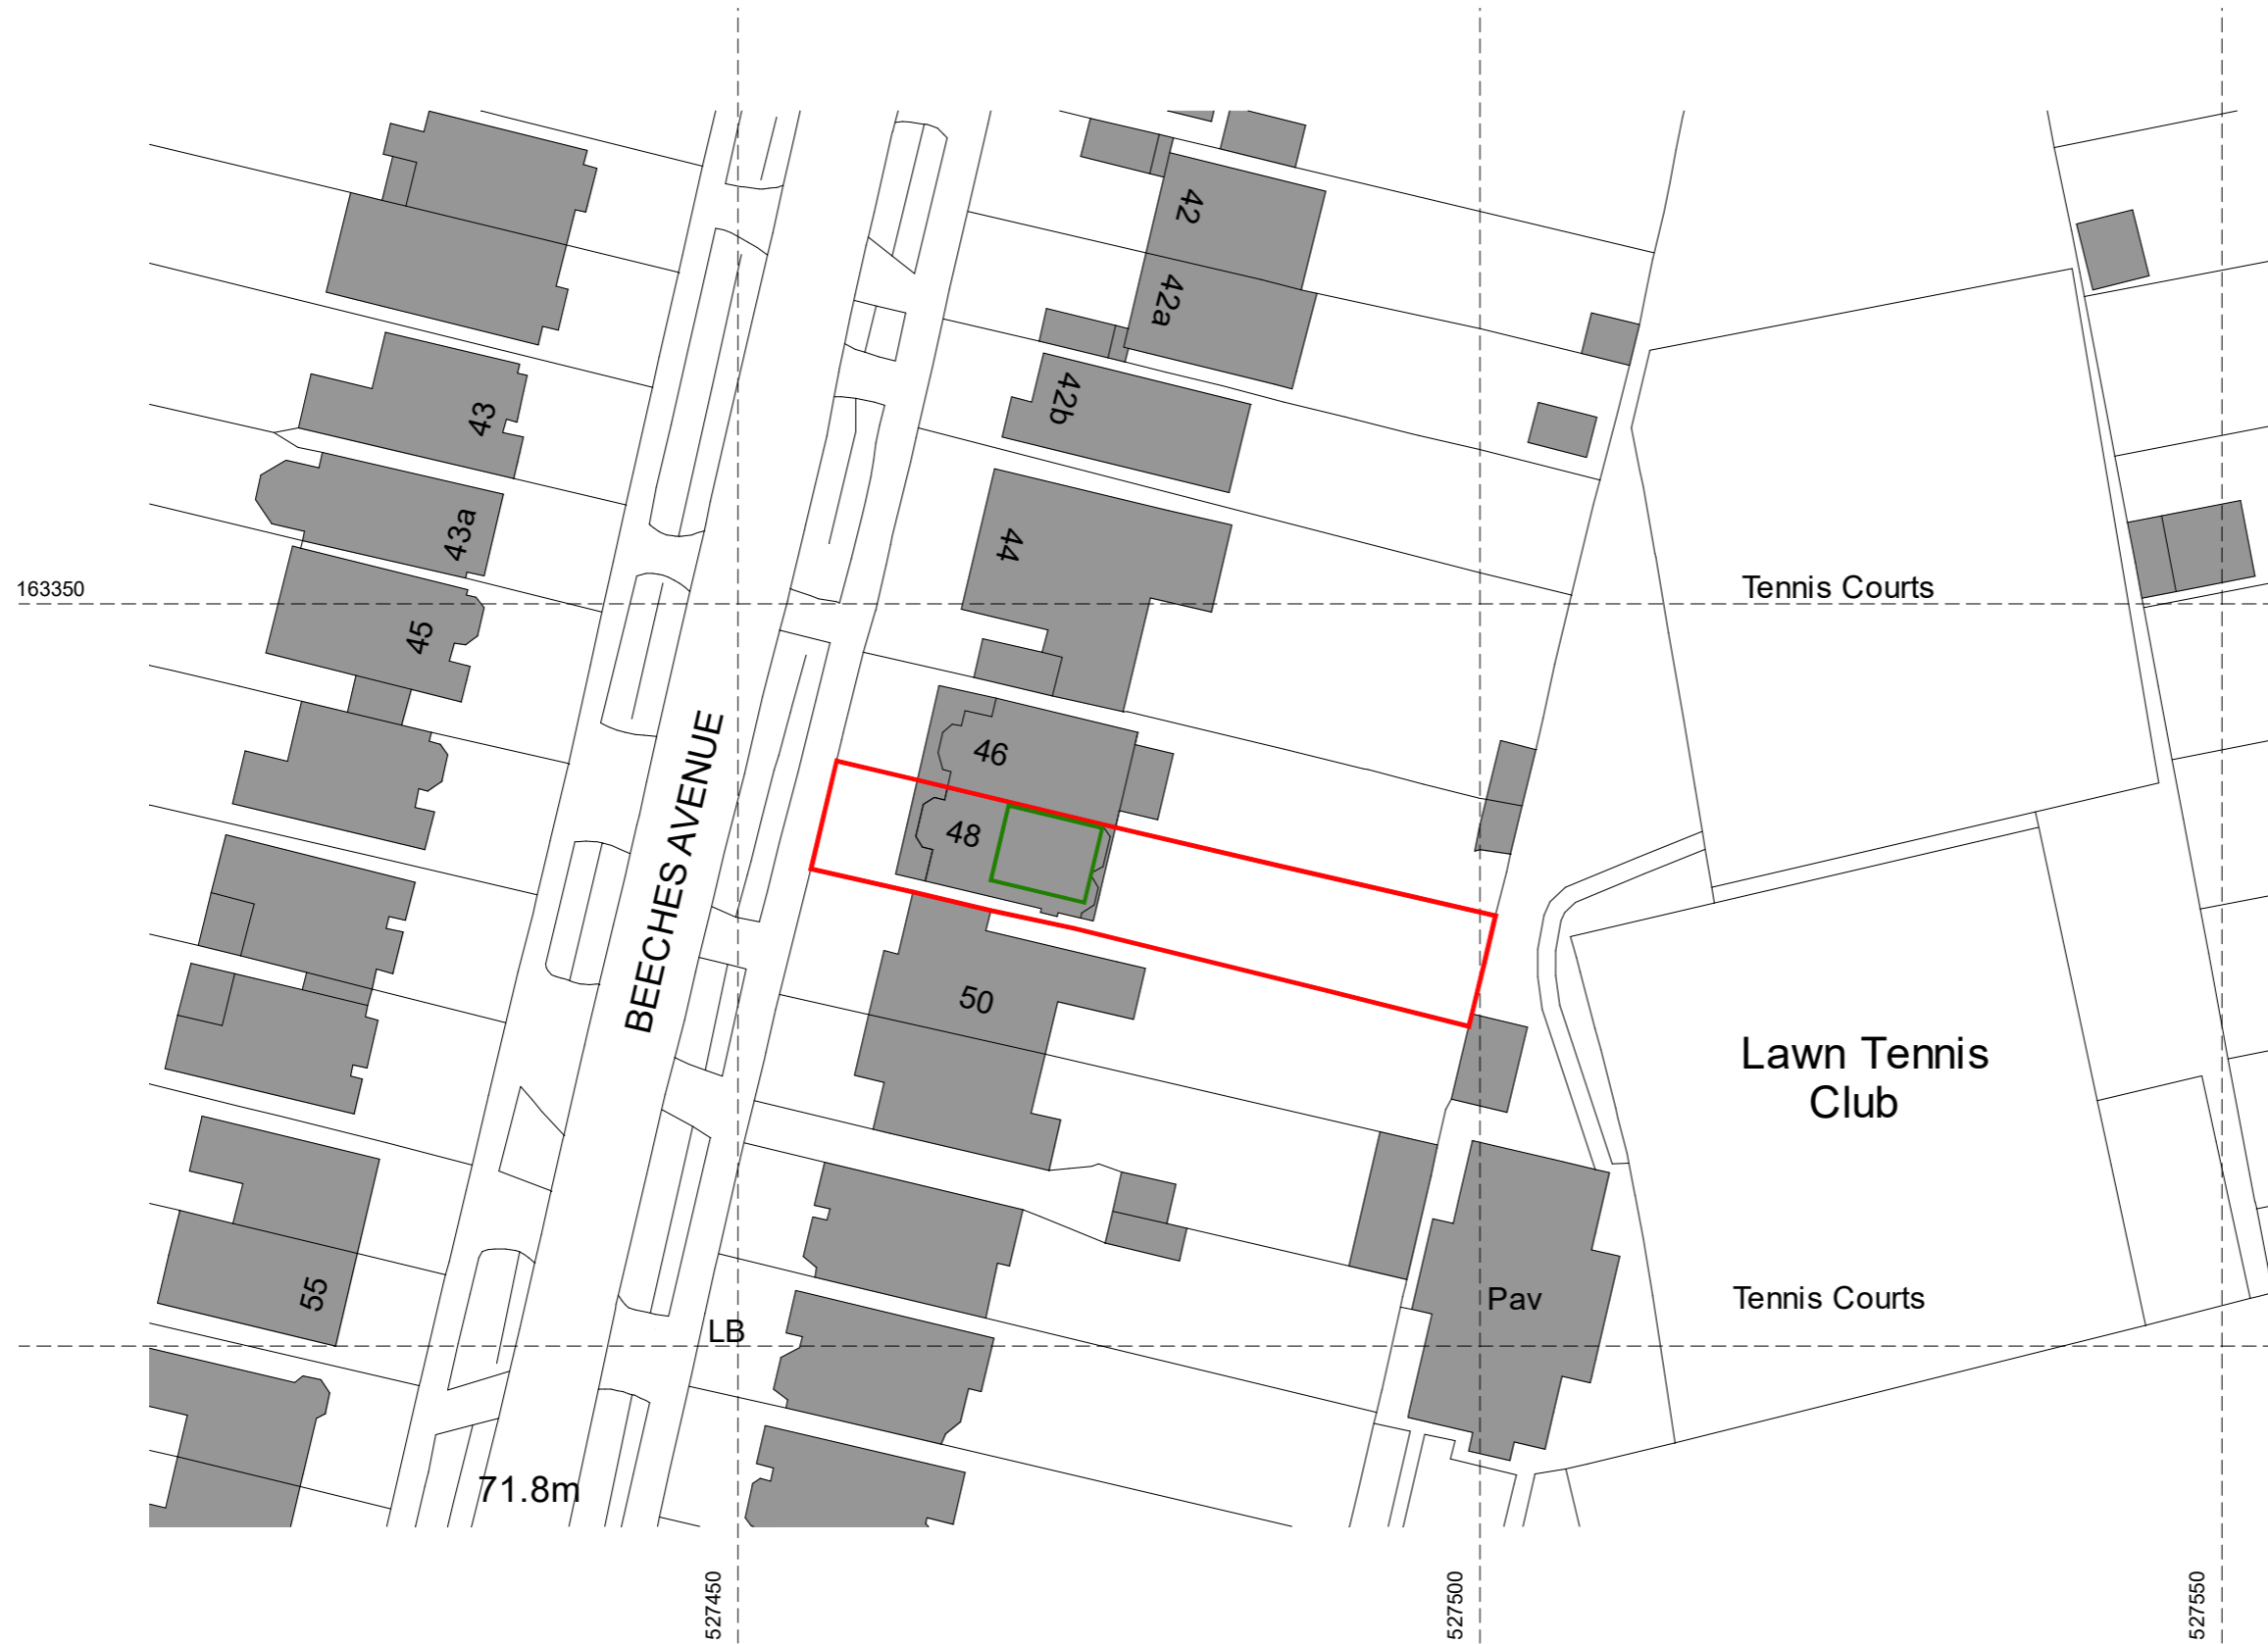 42
42a
42b
43
43a
44
163350
Tennis Courts
45
BEECHES AVENUE
46
48
50
Lawn Tennis
Club
55
Pav
Tennis Courts
LB
71.8m
527450
527500
527550